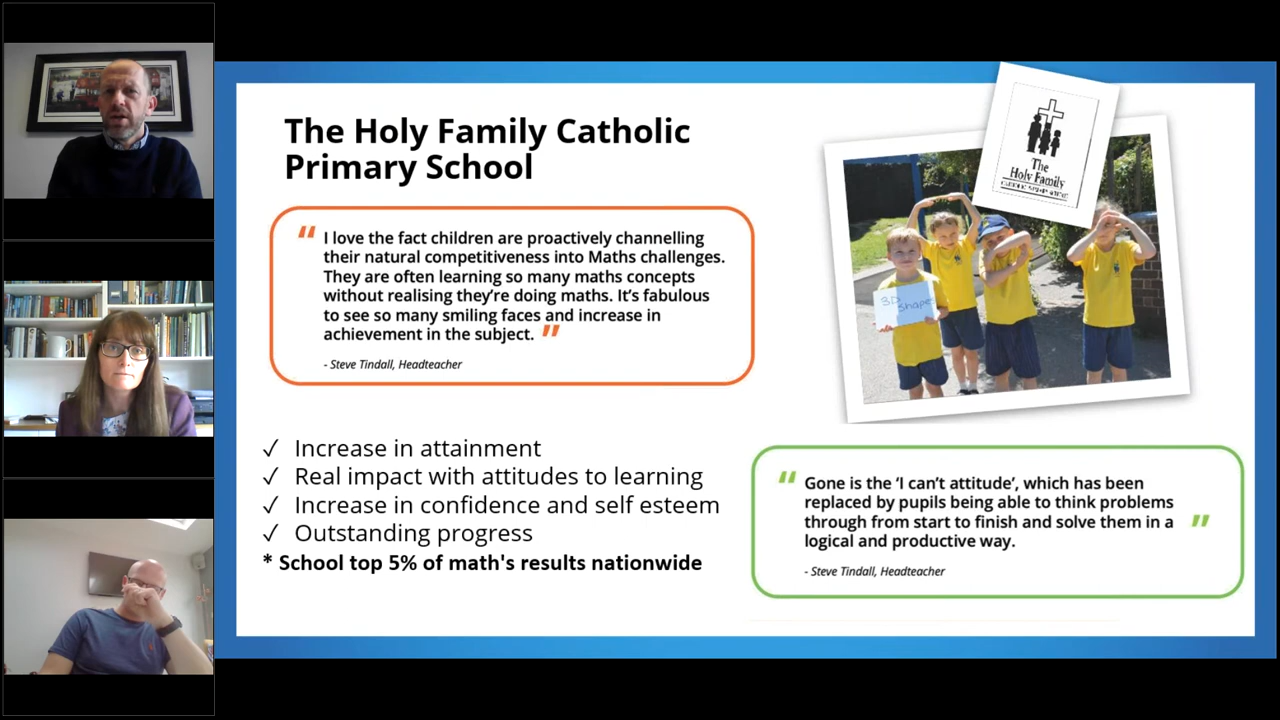 The Holy Family Catholic
Primary School
“ I love the fact children are proactively channelling
their natural competitiveness into Maths challenges.
They are often learning so many maths concepts
without realising they’re doing maths. It’s fabulous
to see so many smiling faces and increase in
achievement in the subject. ”
- Steve Tindall, Headteacher
✓ Increase in attainment
✓ Real impact with attitudes to learning
✓ Increase in confidence and self esteem
✓ Outstanding progress
* School top 5% of math's results nationwide
The
Holy Family
3D
shape
“ Gone is the ‘I can’t attitude’, which has been
replaced by pupils being able to think problems
through from start to finish and solve them in a ”
logical and productive way.
- Steve Tindall, Headteacher